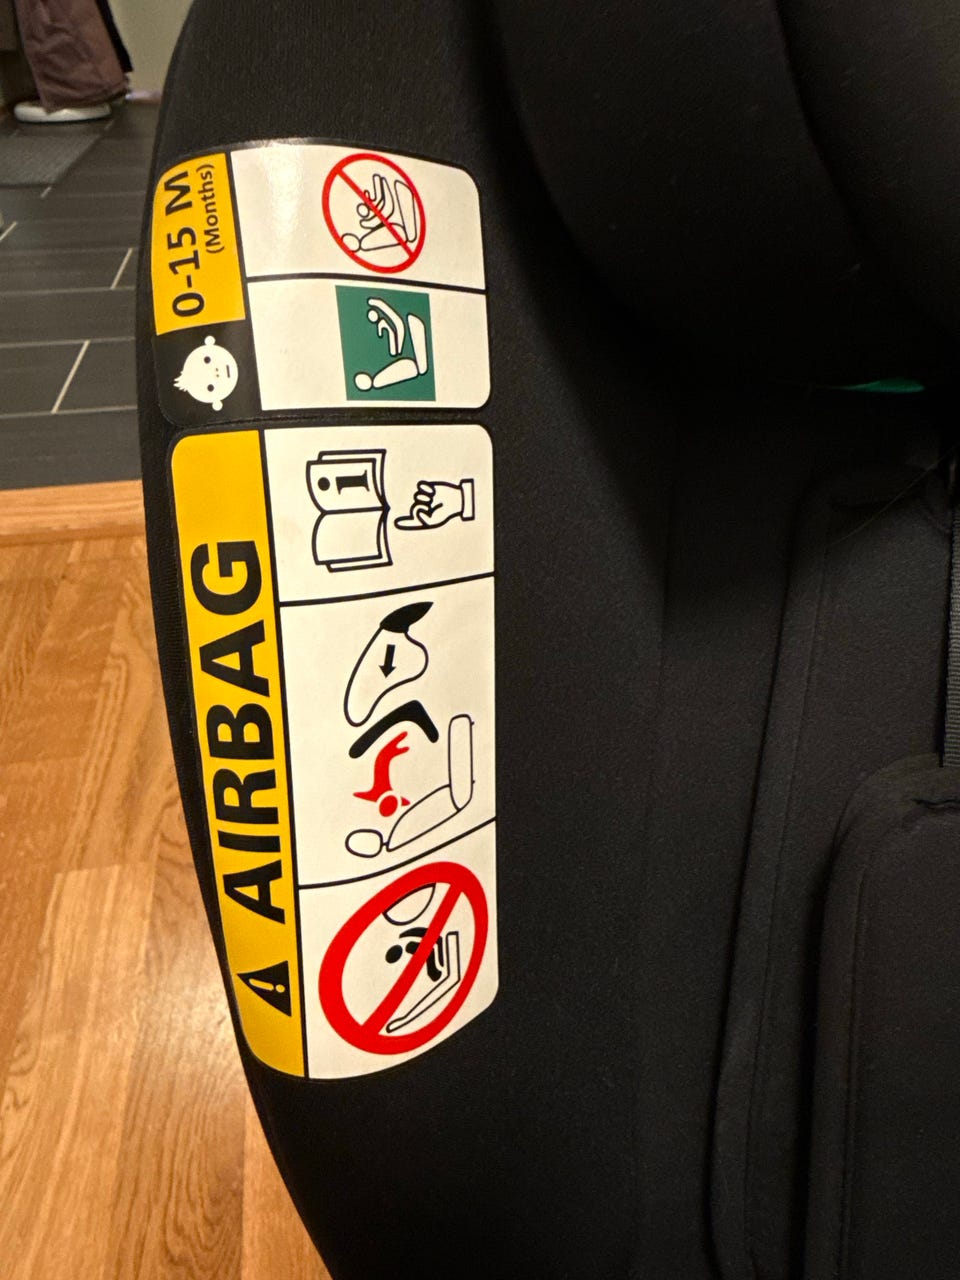 0-15 M
(Months)
i
AIRBAG